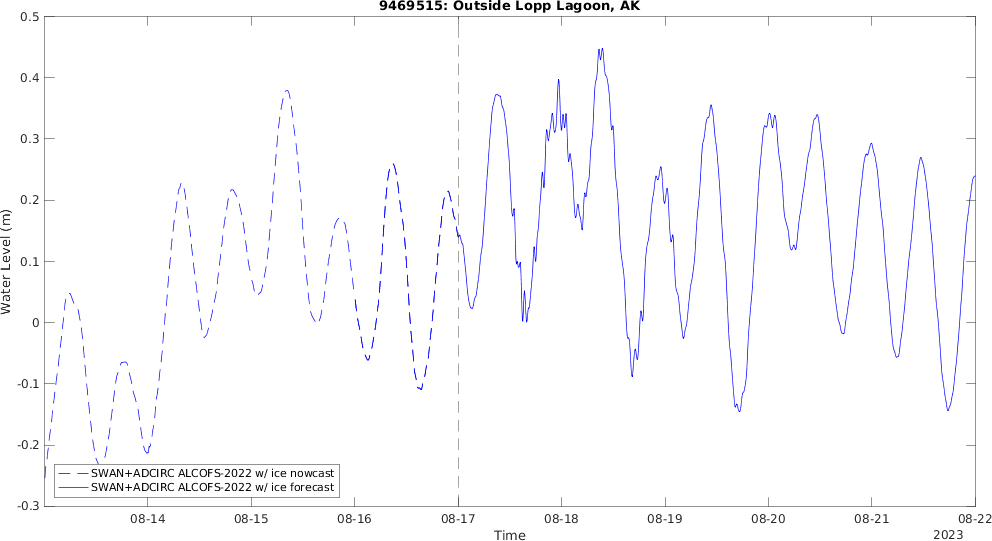 9469515: Outside Lopp Lagoon, AK
0.5
0.4
0.3
0.2
0.1
0
-0.1
-0.2
-0.3
Water Level (m)
SWAN+ADCIRC ALCOFS-2022 w/ ice nowcast
SWAN+ADCIRC ALCOFS-2022 w/ ice forecast
08-14 08-15 08-16 08-17 08-18 08-19 08-20 08-21 08-22
Time
2023